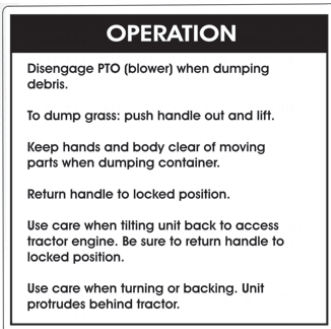 OPERATION
Disengage PTO (blower) when dumping
debris.
To dump grass: push handle out and lift.
Keep hands and body clear of moving
parts when dumping container.
Return handle to locked position.
Use care when tilting unit back to access
tractor engine. Be sure to return handle to
locked position.
Use care when turning or backing. Unit
protrudes behind tractor.